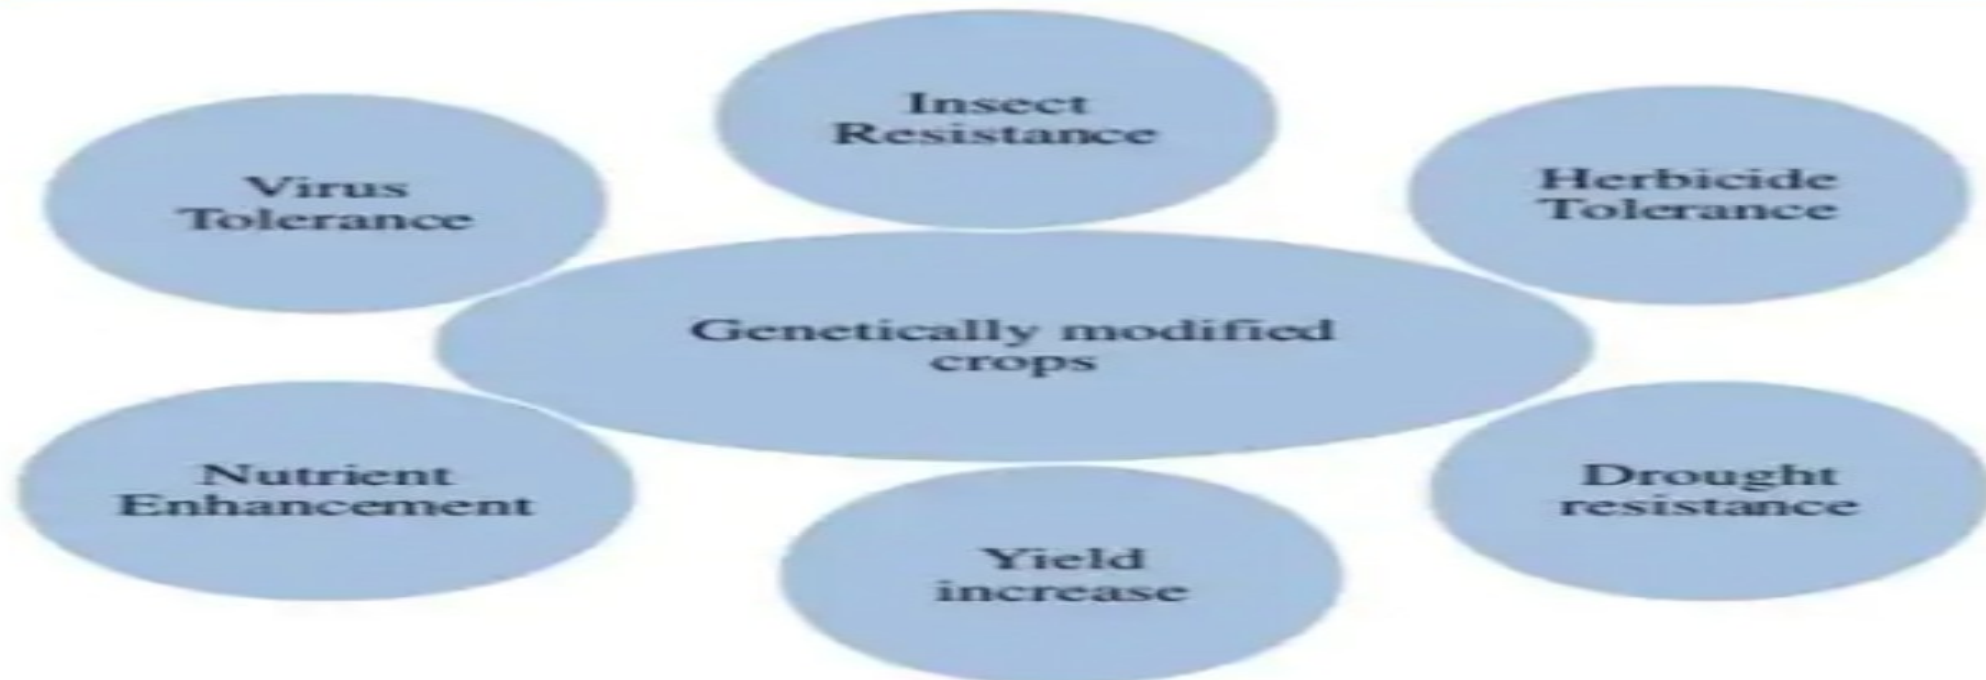 Insect
Resistance
Virus
Tolerance
Herbicide
Tolerance
Genetically modified
crops
Nutrient
Enhancement
Drought
resistance
Yield
increase